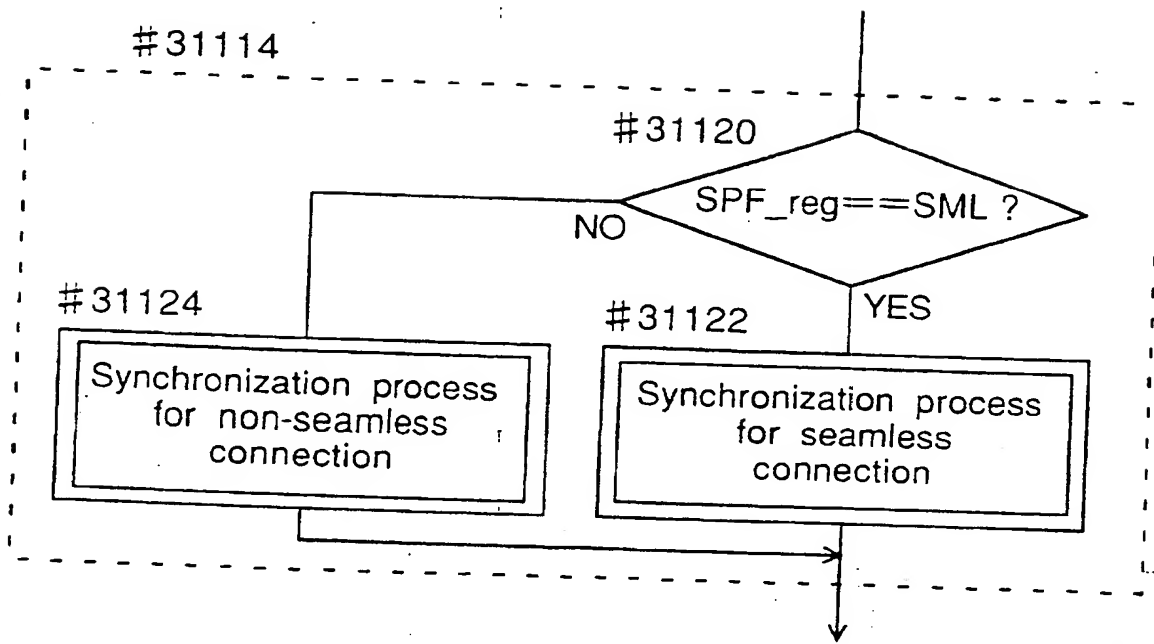 #31114
#31120
SPF_reg==SML ?
NO
YES
#31124
#31122
Synchronization process
for non-seamless
connection
Synchronization process
for seamless
connection